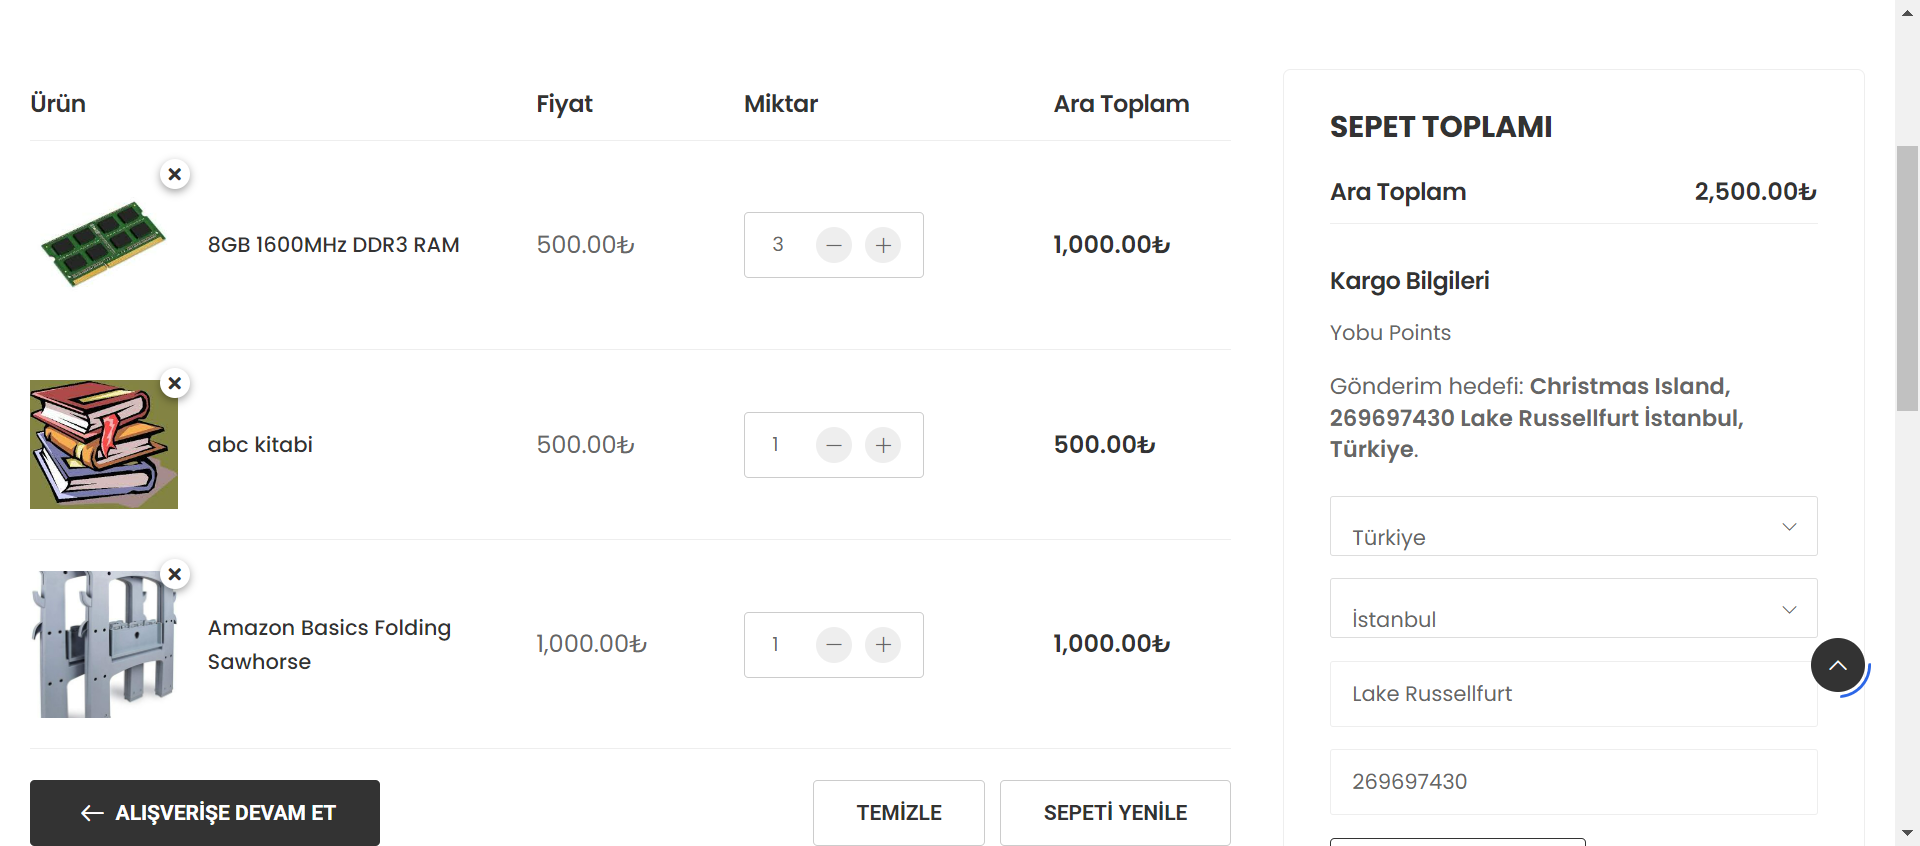 Ürün Fiyat Miktar Ara Toplam
8GB 1600MHz DDR3 RAM 500.00₺ 3 1,000.00₺
abc kitabi 500.00₺ 1 500.00₺
Amazon Basics Folding
Sawhorse
1,000.00₺ 1 1,000.00₺
ALIŞVERİŞE DEVAM ET TEMİZLE SEPETİ YENİLE
SEPET TOPLAMI
Ara Toplam 2,500.00₺
Kargo Bilgileri
Yobu Points
Gönderim hedefi: Christmas Island,
269697430 Lake Russellfurt İstanbul,
Türkiye.
Türkiye
İstanbul
Lake Russellfurt
269697430